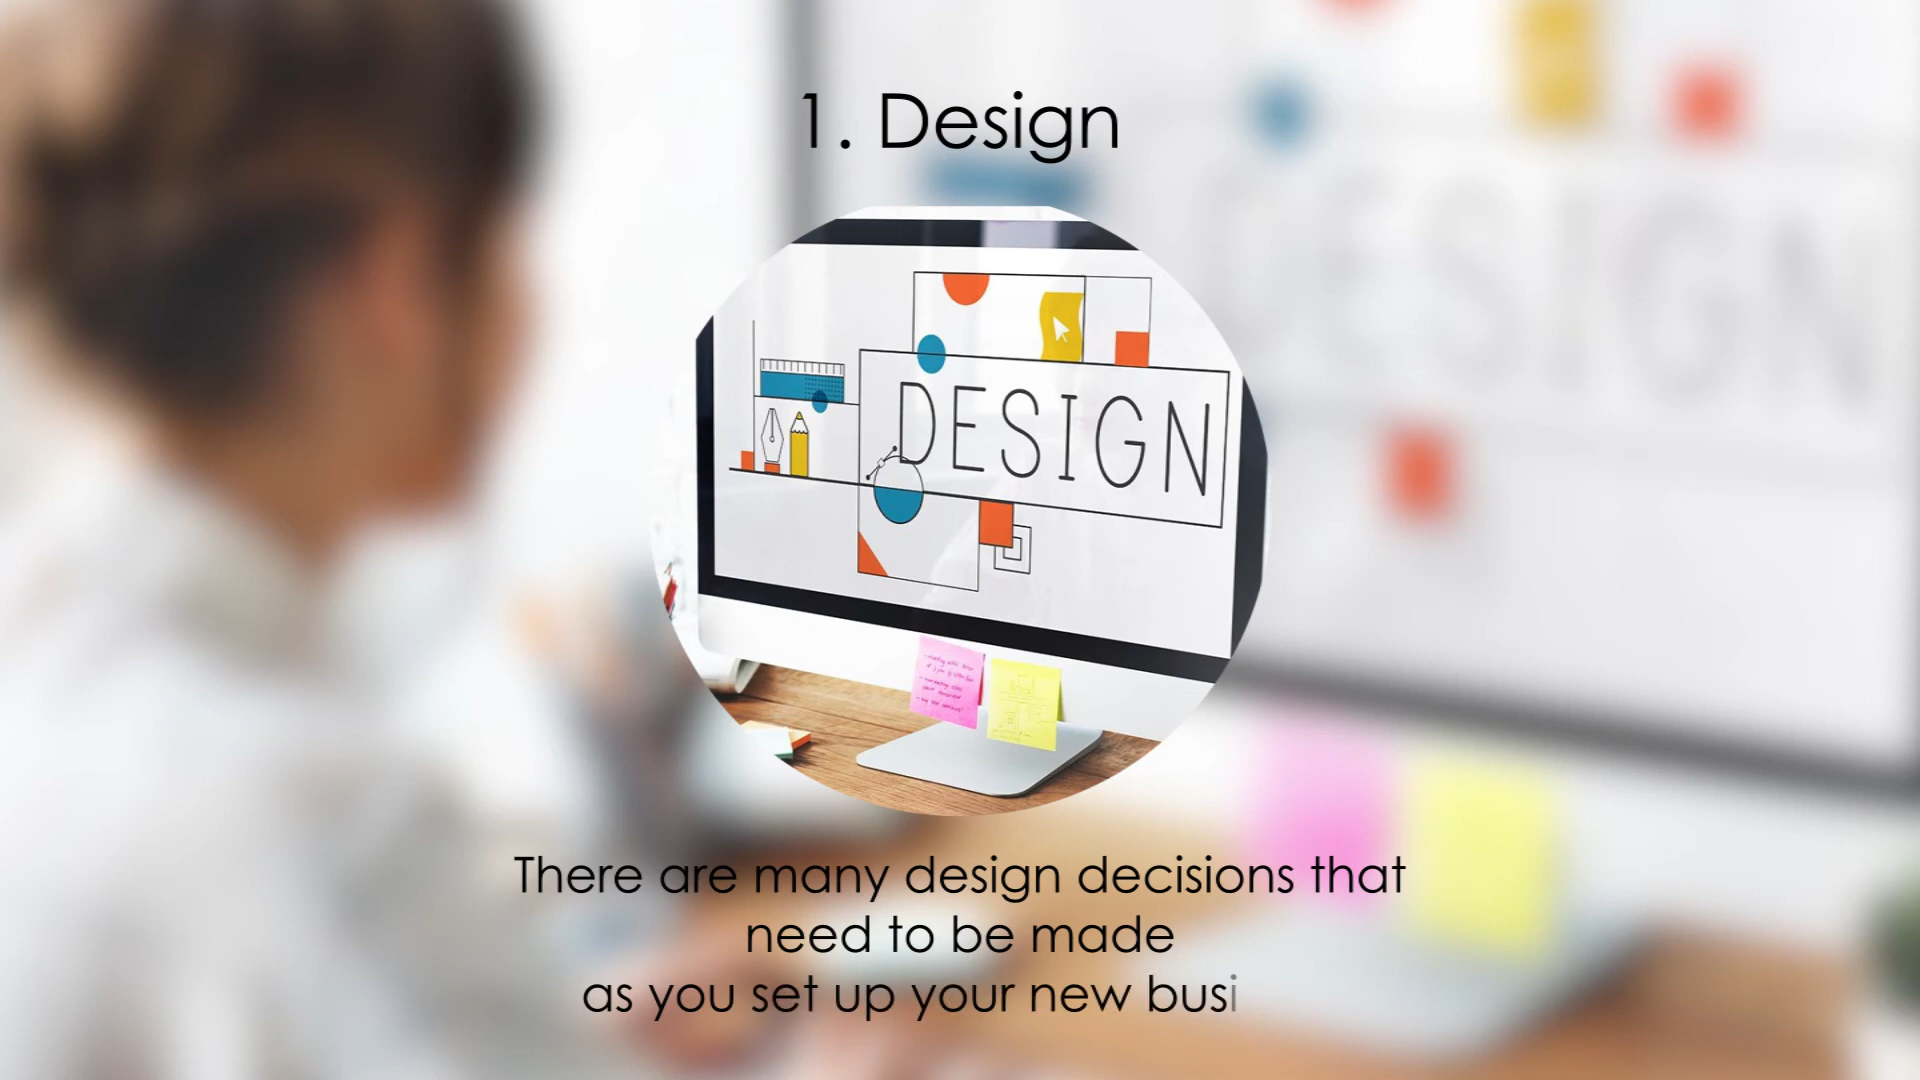 1. Design
DESIGN
There are many design decisions that
need to be made
as you set up your new busi